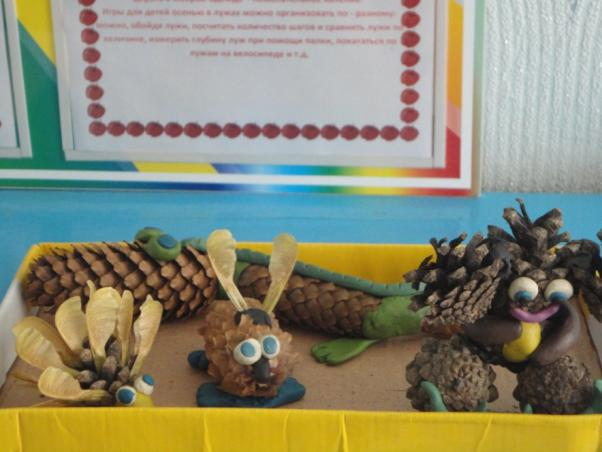 Игры для детей осенью в лужах можно организовать по - разному:
можно, обойдя лужи, посчитать количество шагов и сравнить лужи по
величине, измерить глубину луж при помощи палки, покататься по
лужам на велосипеде и т.д.